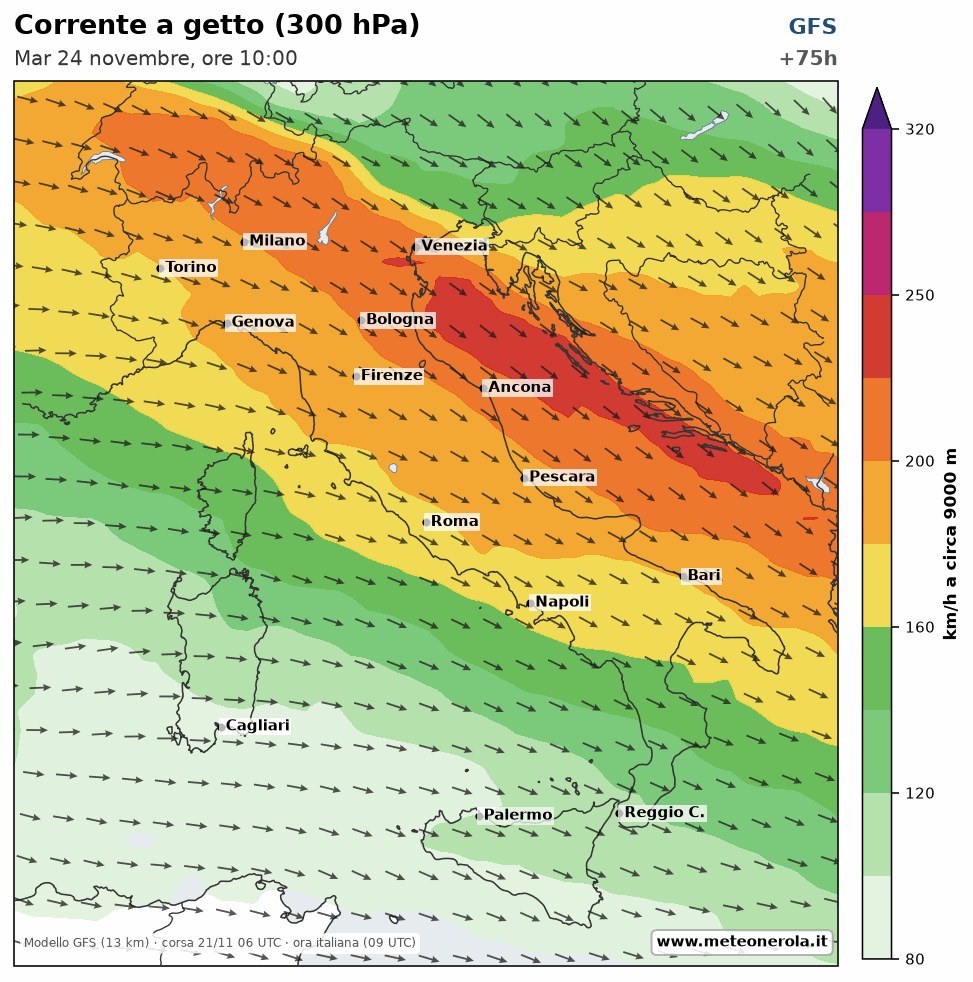 Corrente a getto (300 hPa)
GFS
Mar 24 novembre, ore 10:00
+75h
320
250
200
160
120
80
km/h a circa 9000 m
Milano
Venezia
Torino
Genova
Bologna
Firenze
Ancona
Pescara
Roma
Bari
Napoli
Cagliari
Palermo
Reggio C.
Modello GFS (13 km) · corsa 21/11 06 UTC · ora italiana (09 UTC)
www.meteonerola.it